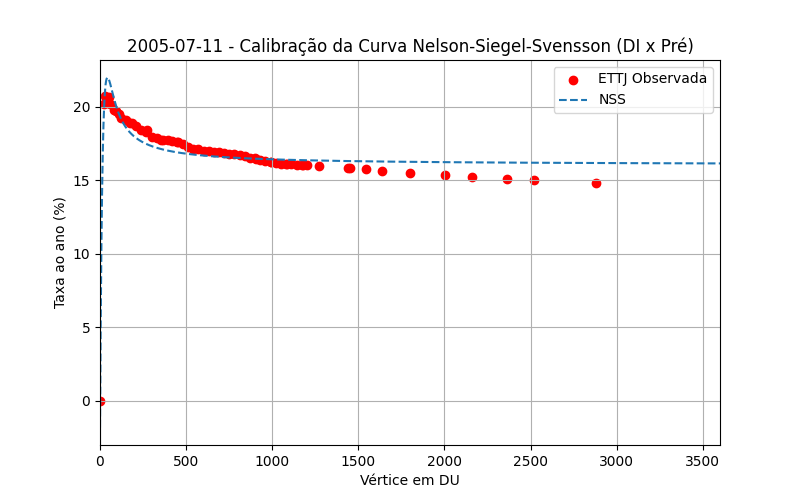 2005-07-11 - Calibração da Curva Nelson-Siegel-Svensson (DI x Pré)
ETTJ Observada
NSS
Taxa ao ano (%)
20
15
10
5
0
0 500 1000 1500 2000 2500 3000 3500
Vértice em DU